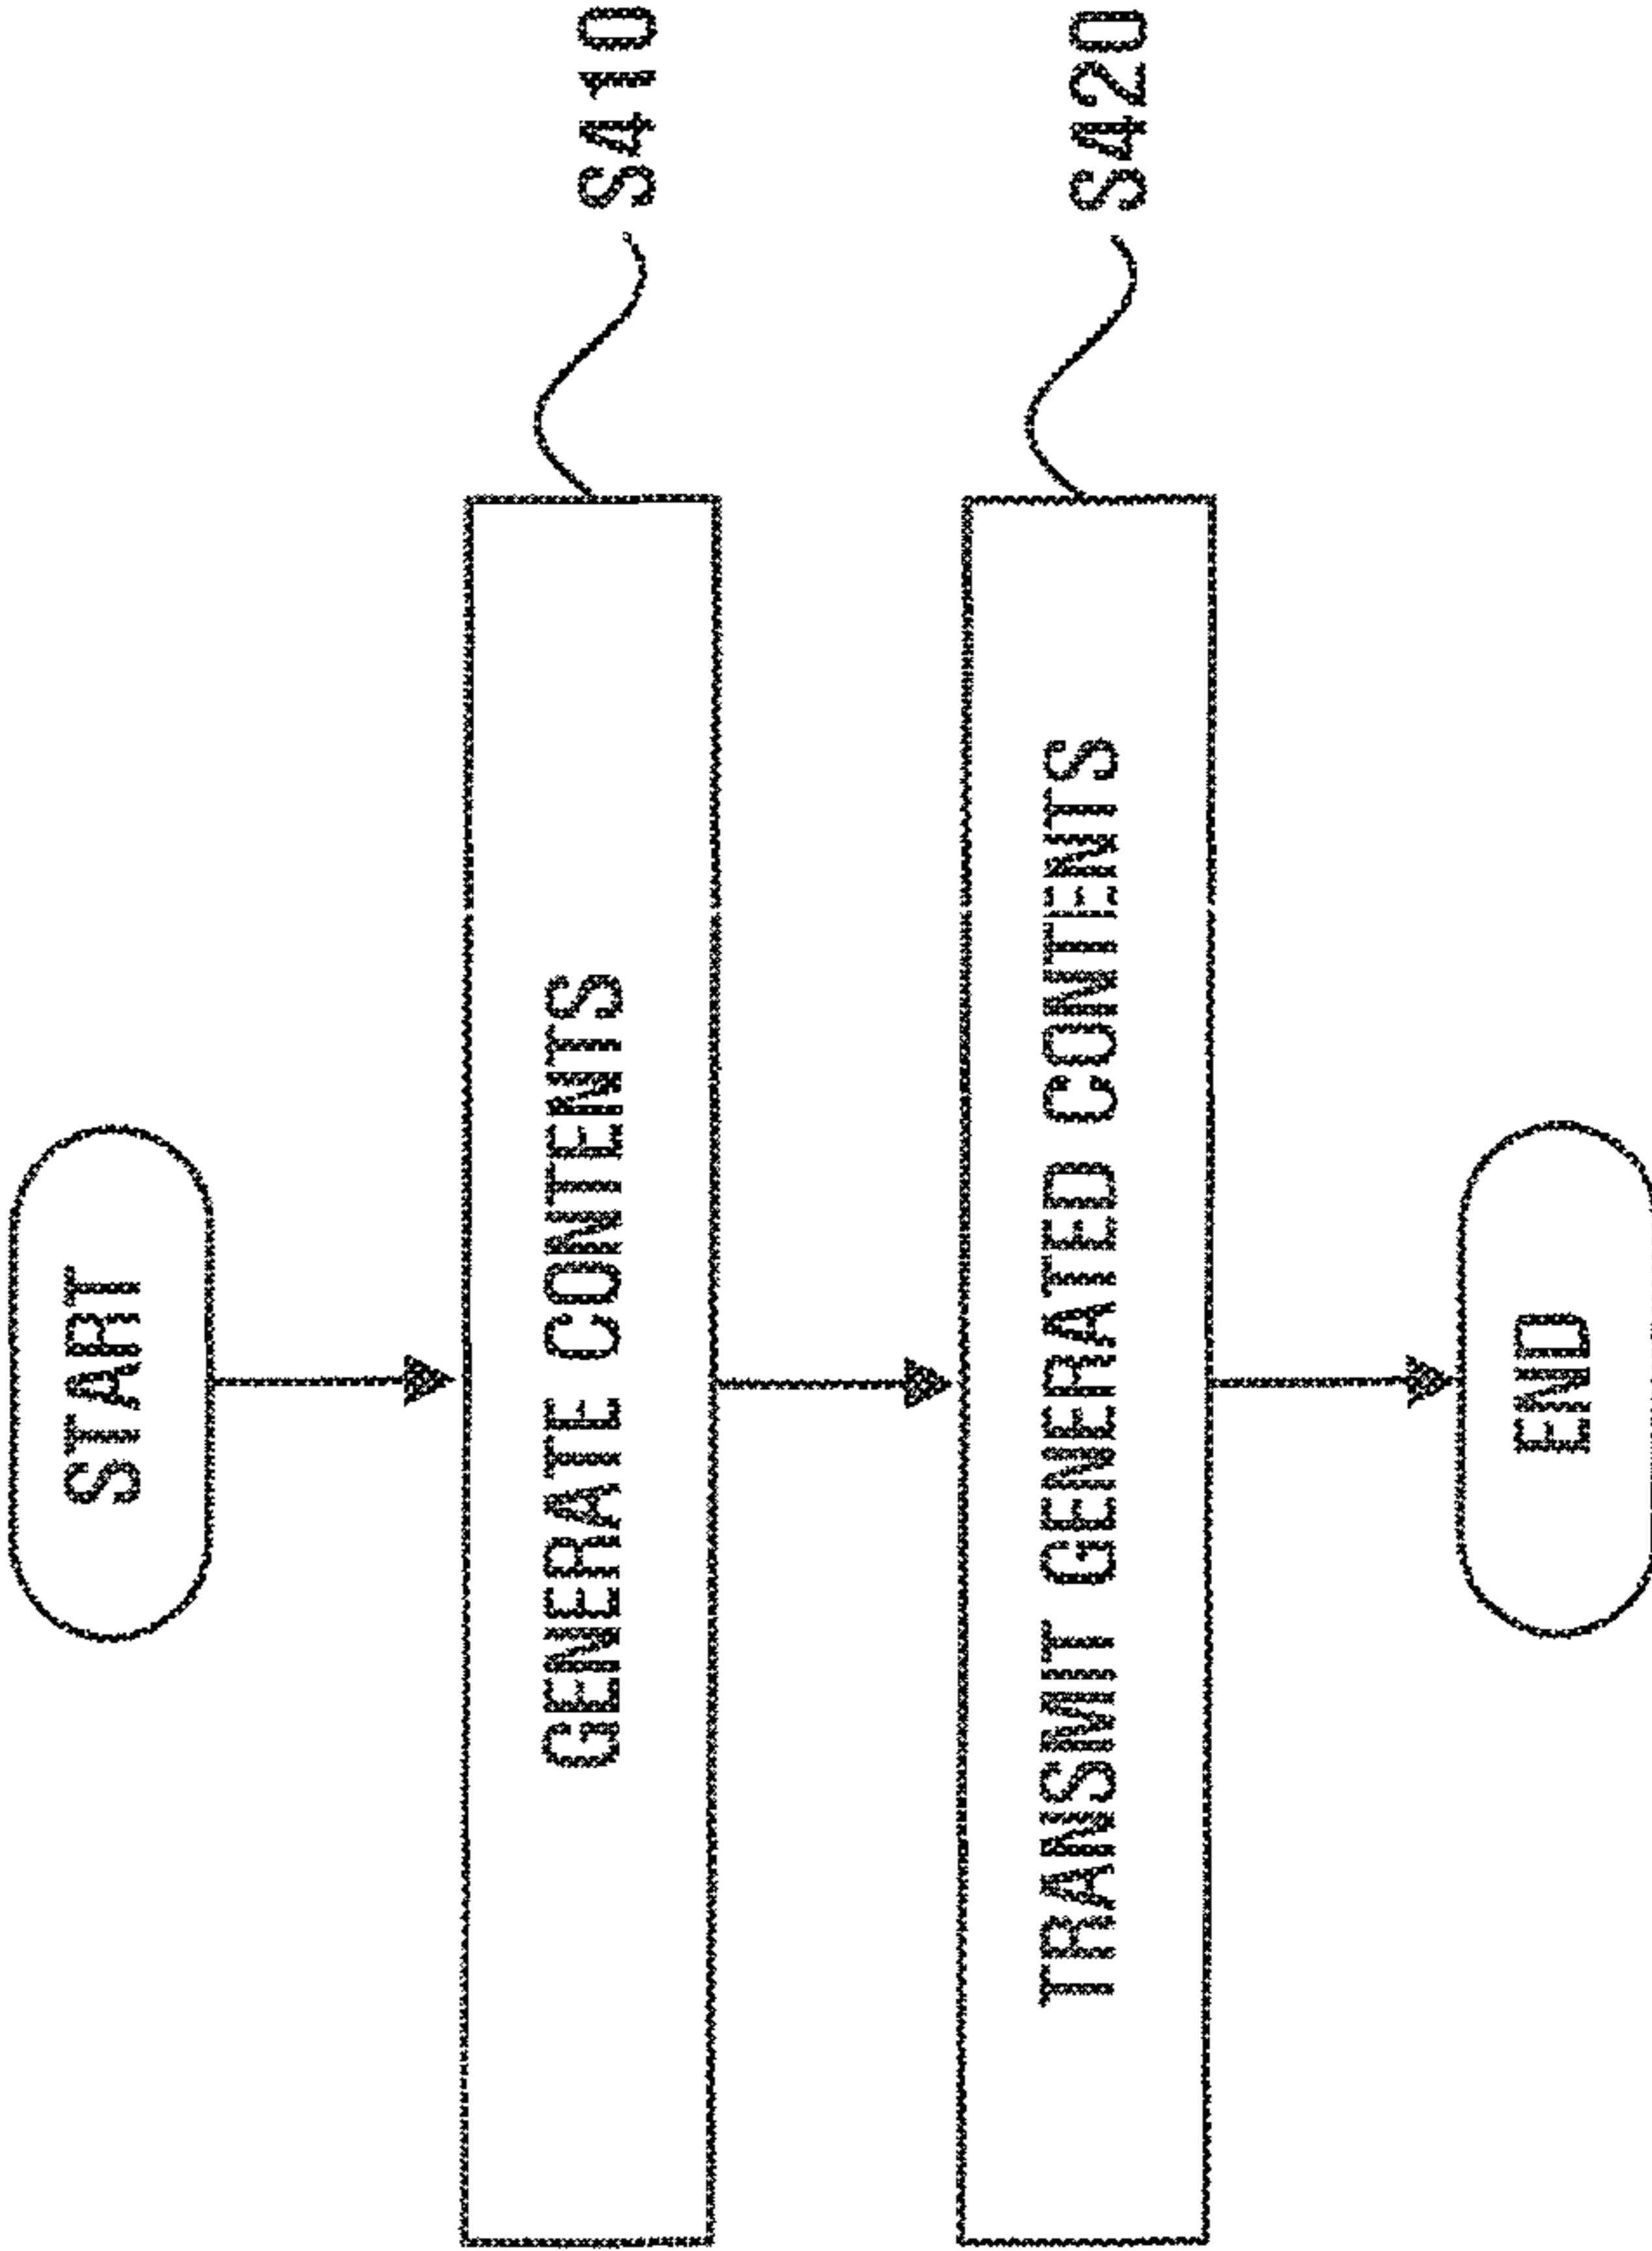 START
GENERATE CONTENTS
S410
TRANSMIT GENERATED CONTENTS
S420
END